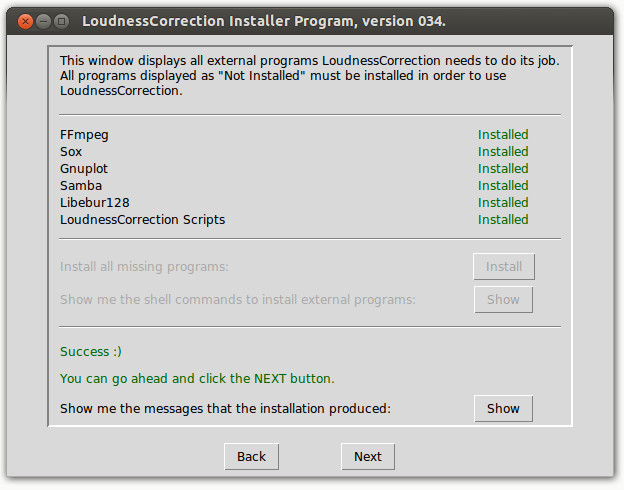 LoudnessCorrection Installer Program, version 034.
This window displays all external programs LoudnessCorrection needs to do its job.
All programs displayed as "Not Installed" must be installed in order to use
LoudnessCorrection.
FFmpeg Installed
Sox Installed
Gnuplot Installed
Samba Installed
Libebur128 Installed
LoudnessCorrection Scripts Installed
Install all missing programs: Install
Show me the shell commands to install external programs: Show
Success :)
You can go ahead and click the NEXT button.
Show me the messages that the installation produced: Show
Back Next